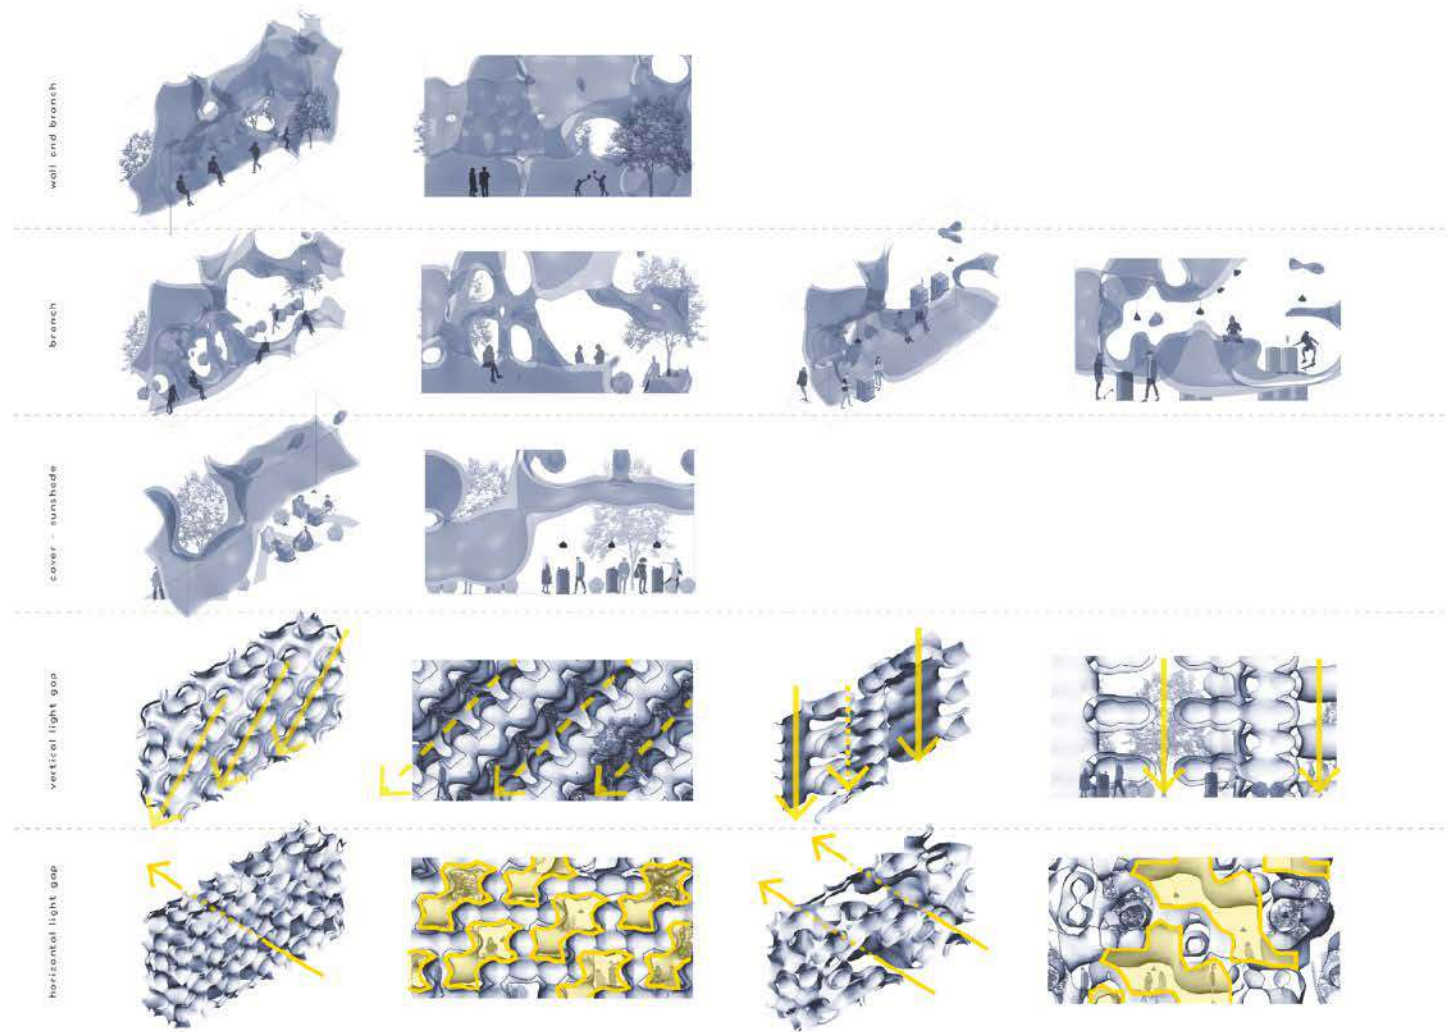 wall and branch
branch
cover - sunshade
vertical light gap
horizontal light gap